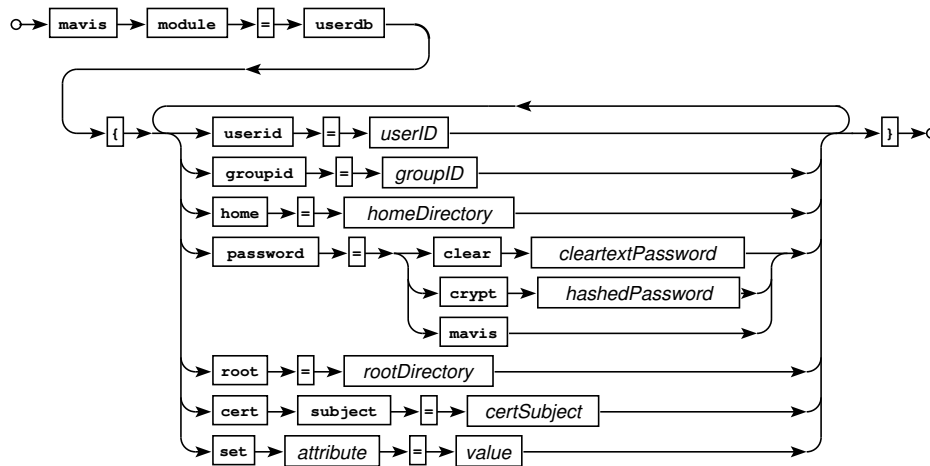 mavis module = userdb
{ userid = userID }
groupid = groupID
home = homeDirectory
password = clear cleartextPassword
crypt hashedPassword
mavis
root = rootDirectory
cert subject = certSubject
set attribute = value